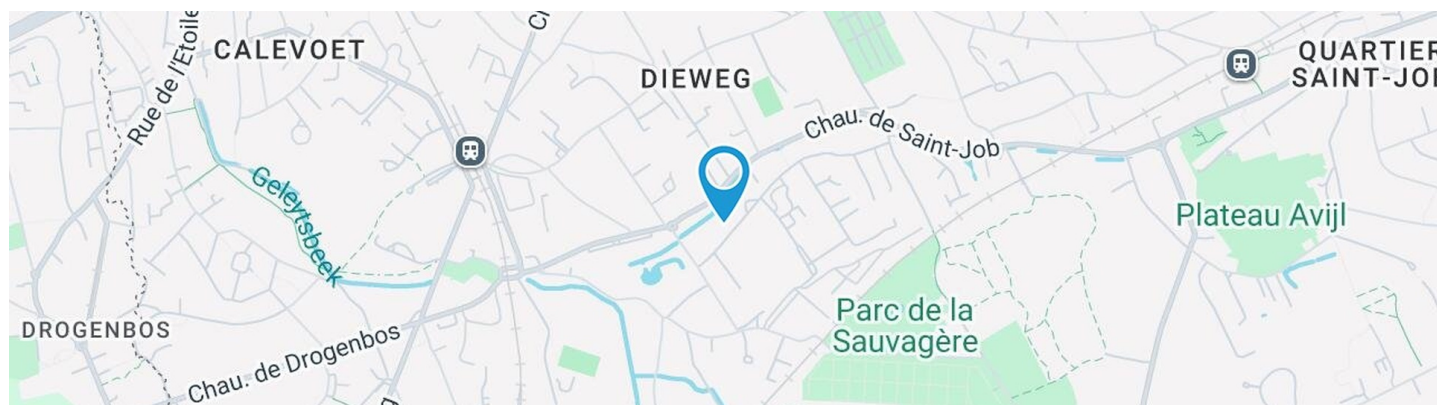 CALEVOET
Rue de l'Etoile
DIEWEG
QUARTIER
SAINT-JOB
Chau. de Saint-Job
Geleytsbeek
Plateau Avijl
Parc de la
Sauvagère
DROGENBOS
Chau. de Drogenbos